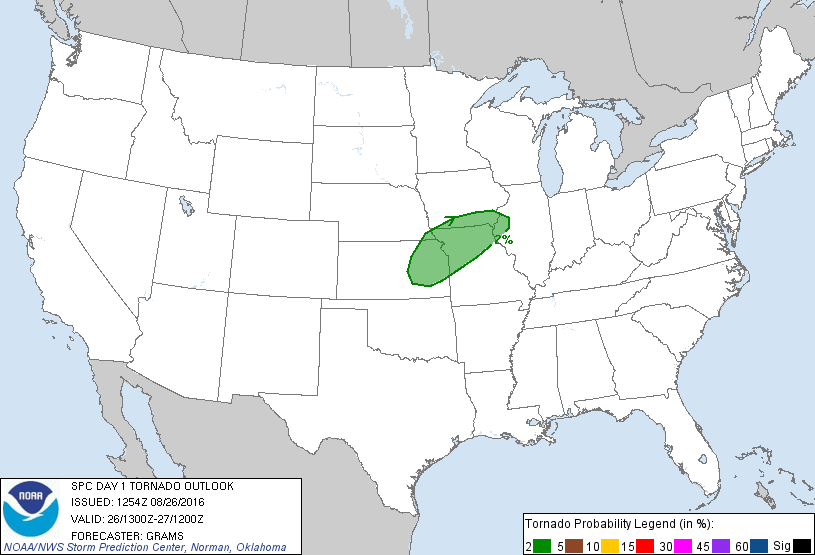 2%
NOAA
SPC DAY 1 TORNADO OUTLOOK
ISSUED: 1254Z 08/26/2016
VALID: 26/1300Z-27/1200Z
FORECASTER: GRAMS
NOAA/NWS Storm Prediction Center, Norman, Oklahoma
Tornado Probability Legend (in %):
2 5 10 15 30 45 60 Sig